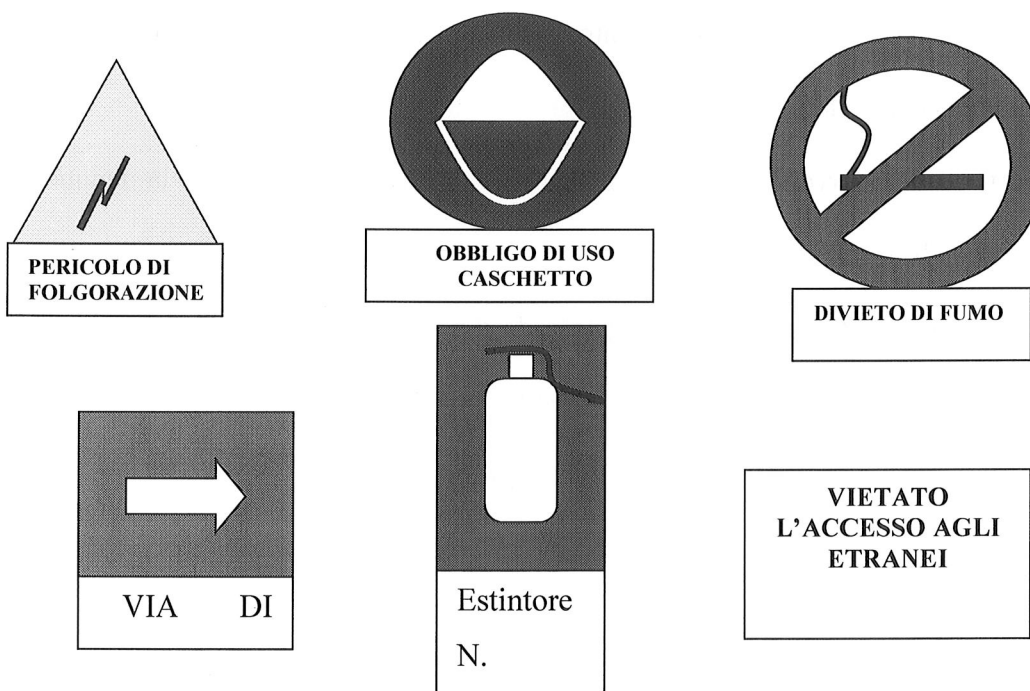 PERICOLO DI
FOLGORAZIONE
OBBLIGO DI USO
CASCHETTO
DIVIETO DI FUMO
VIA DI
Estintore
N.
VIETATO
L'ACCESSO AGLI
ETRANEI